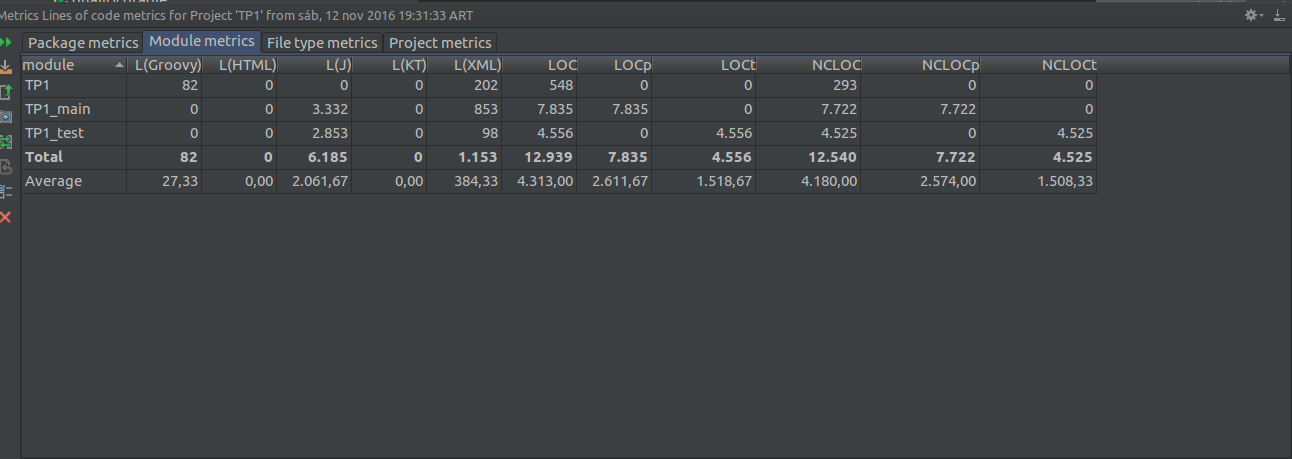 Metrics Lines of code metrics for Project 'TP1' from sáb, 12 nov 2016 19:31:33 ART
Package metrics Module metrics File type metrics Project metrics
module L(Groovy) L(HTML) L(J) L(KT) L(XML) LOC LOCp LOCt NCLOC NCLOCp NCLOCt
TP1 82 0 0 0 202 548 0 0 293 0 0
TP1_main 0 0 3.332 0 853 7.835 7.835 0 7.722 7.722 0
TP1_test 0 0 2.853 0 98 4.556 0 4.556 4.525 0 4.525
Total 82 0 6.185 0 1.153 12.939 7.835 4.556 12.540 7.722 4.525
Average 27,33 0,00 2.061,67 0,00 384,33 4.313,00 2.611,67 1.518,67 4.180,00 2.574,00 1.508,33